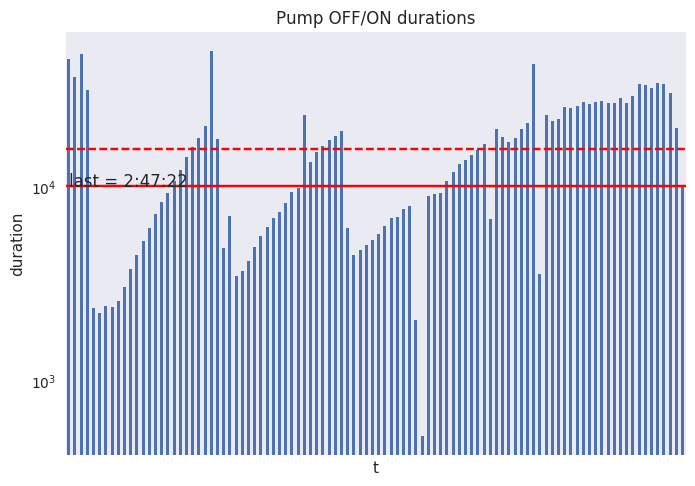 Pump OFF/ON durations
last = 2:47:22
10⁴
duration
10³
t